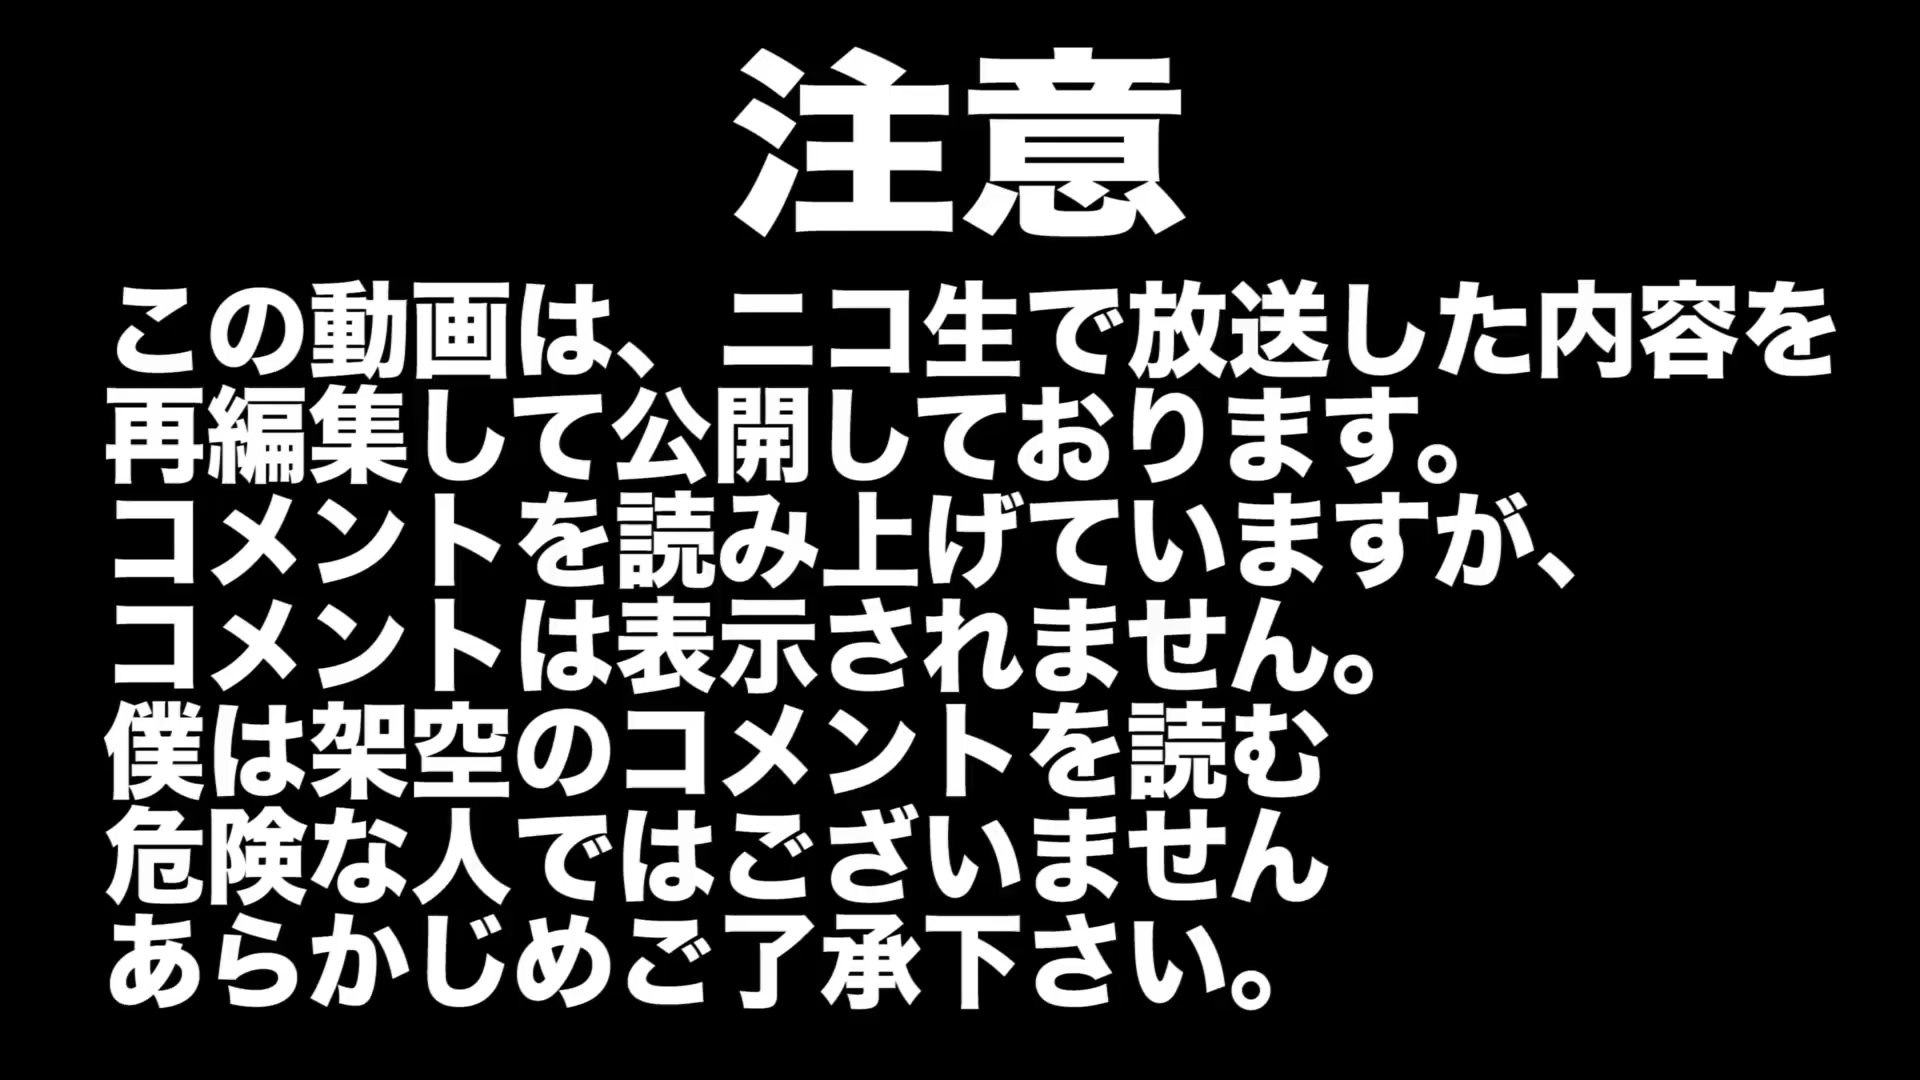 注意
この動画は、ニコ生で放送した内容を
再編集して公開しております。
コメントを読み上げていますが、
コメントは表示されません。
僕は架空のコメントを読む
危険な人ではございません
あらかじめご了承下さい。